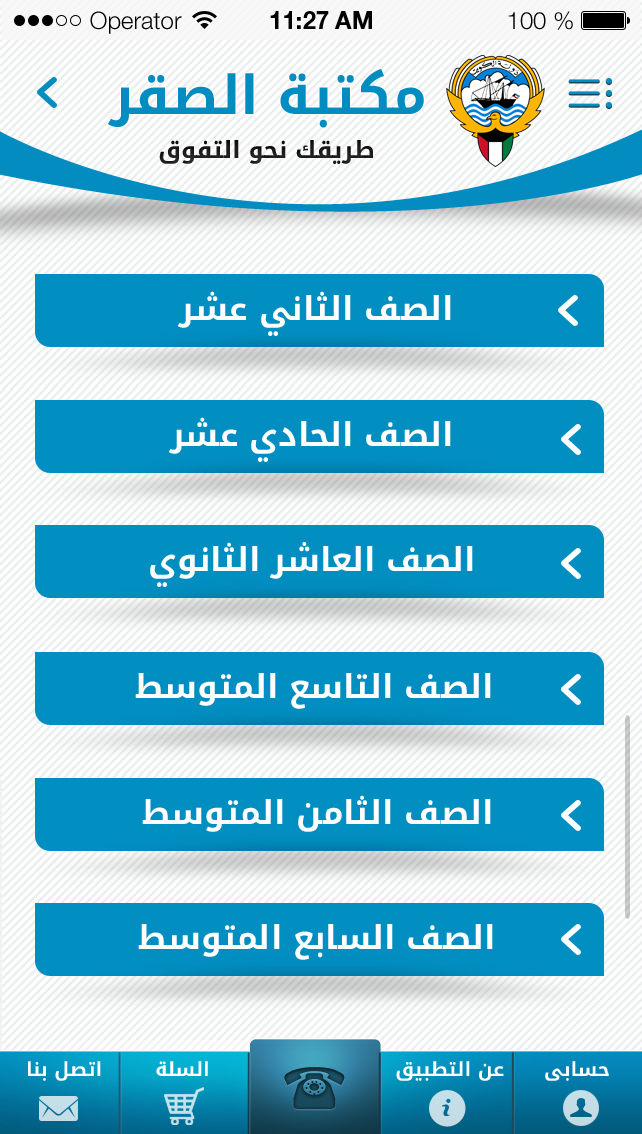 Operator 11:27 AM 100 %
مكتبة الصقر
طريقك نحو التفوق
الصف الثاني عشر
الصف الحادي عشر
الصف العاشر الثانوي
الصف التاسع المتوسط
الصف الثامن المتوسط
الصف السابع المتوسط
حسابى
عن التطبيق
السلة
اتصل بنا